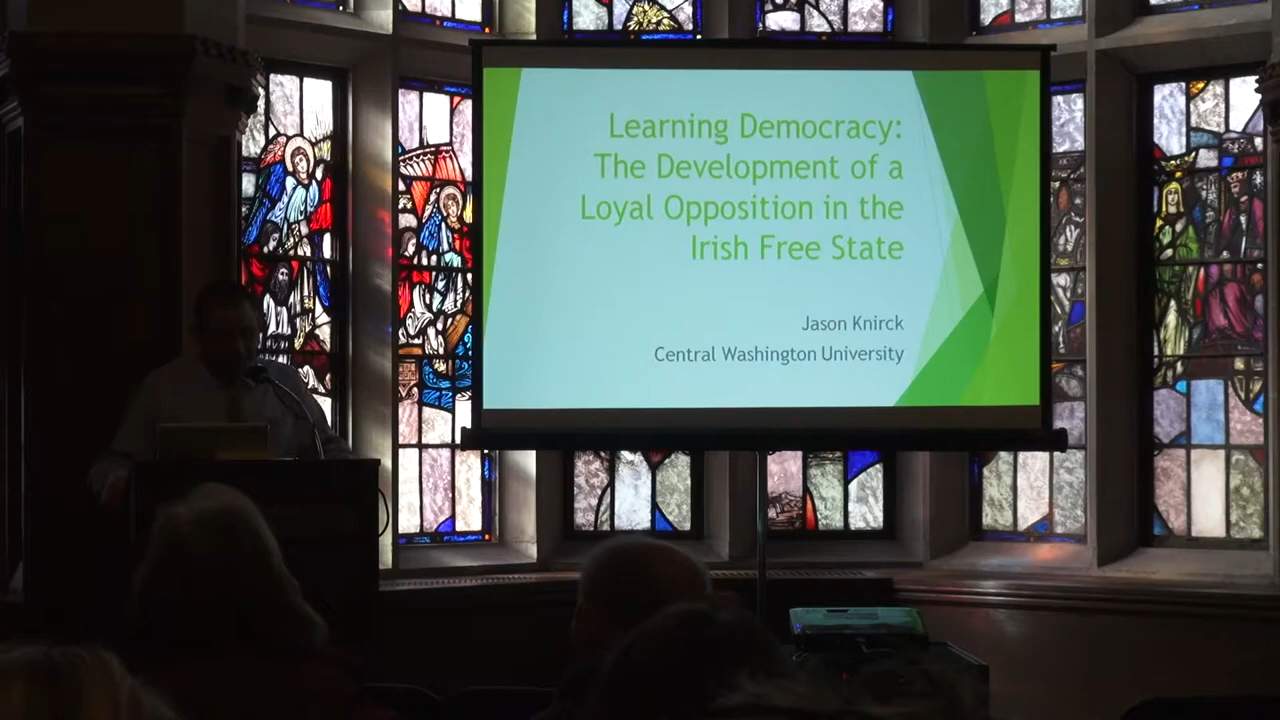 Learning Democracy:
The Development of a
Loyal Opposition in the
Irish Free State
Jason Knirck
Central Washington University